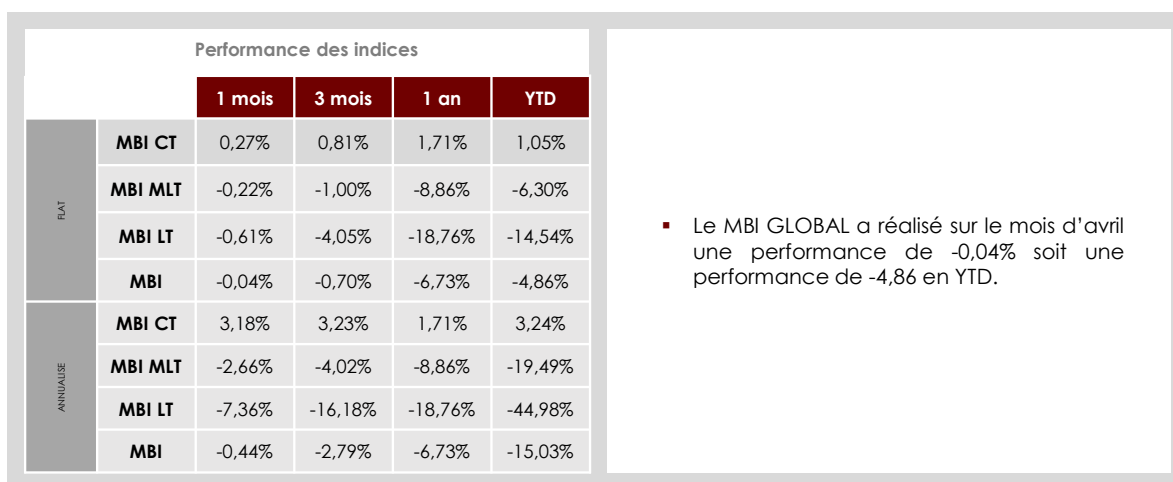 Performance des indices
1 mois 3 mois 1 an YTD
FLAT
MBI CT 0,27% 0,81% 1,71% 1,05%
MBI MLT -0,22% -1,00% -8,86% -6,30%
MBI LT -0,61% -4,05% -18,76% -14,54%
MBI -0,04% -0,70% -6,73% -4,86%
ANNUALISE
MBI CT 3,18% 3,23% 1,71% 3,24%
MBI MLT -2,66% -4,02% -8,86% -19,49%
MBI LT -7,36% -16,18% -18,76% -44,98%
MBI -0,44% -2,79% -6,73% -15,03%
▪ Le MBI GLOBAL a réalisé sur le mois d’avril
une performance de -0,04% soit une
performance de -4,86 en YTD.